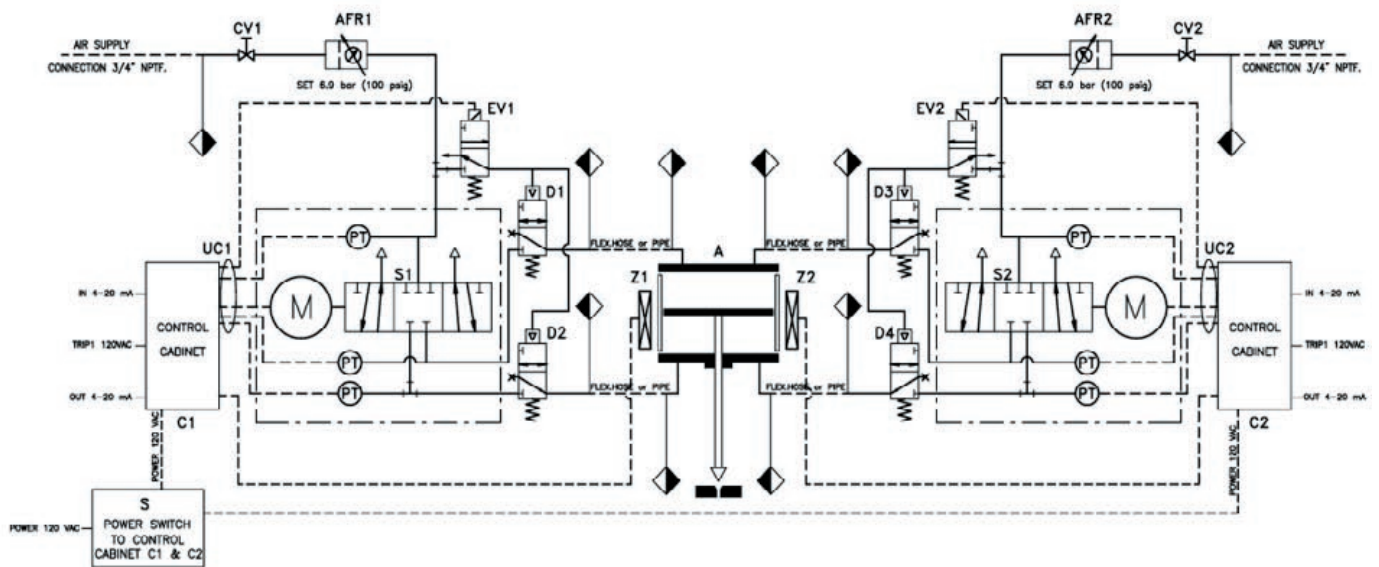 CV1
AFR1
AIR SUPPLY
CONNECTION 3/4" NPTF.
SET 6.9 bar (100 psig)
EV1
AFR2
CV2
AIR SUPPLY
CONNECTION 3/4" NPTF.
SET 6.9 bar (100 psig)
EV2
D1
D3
UC1
PT
FLEX.HOSE or PIPE
A
FLEX.HOSE or PIPE
PT
UC2
S1
Z1
Z2
S2
IN 4-20 mA
CONTROL
CABINET
M
M
CONTROL
CABINET
IN 4-20 mA
TRIP1 120VAC
D2
D4
TRIP1 120VAC
PT
PT
OUT 4-20 mA
PT
FLEX.HOSE or PIPE
FLEX.HOSE or PIPE
PT
OUT 4-20 mA
C1
C2
POWER 120 VAC
POWER 120 VAC
S
POWER 120 VAC
POWER SWITCH
TO CONTROL
CABINET C1 & C2